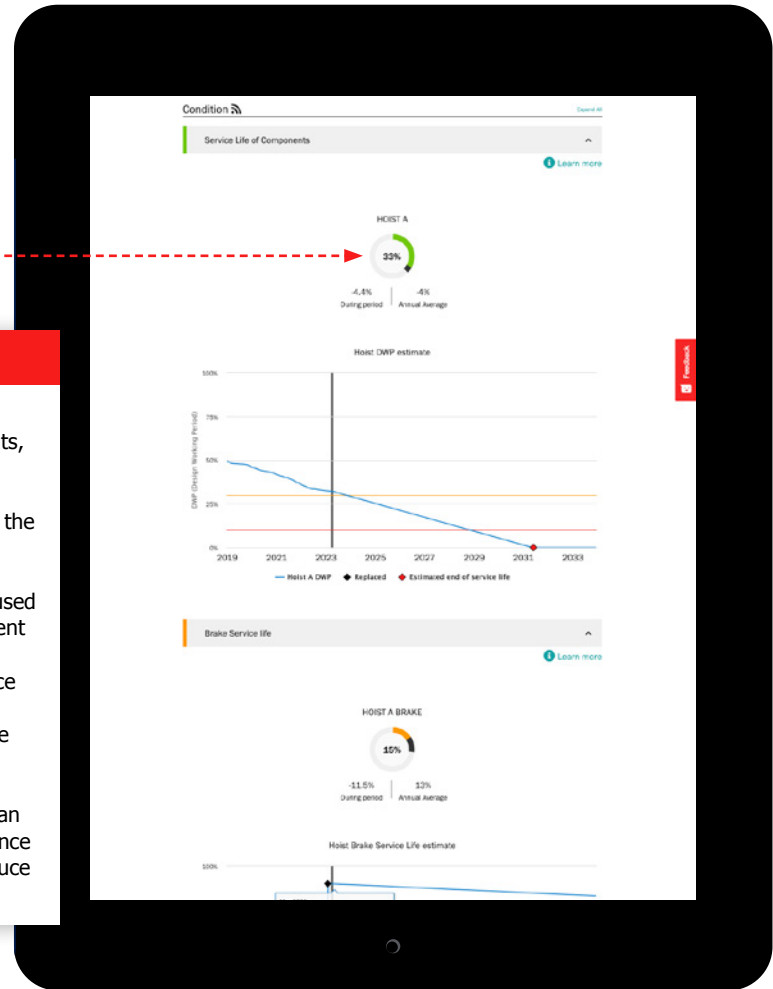 Condition
Expand All
Service Life of Components
Learn more
HOIST A
33%
-4,4%
During period
-4%
Annual Average
Hoist DWP estimate
DWP (Design Working Period)
100%
75%
50%
25%
0%
2019 2021 2023 2025 2027 2029 2031 2033
Hoist A DWP Replaced Estimated end of service life
Feedback
ts,
the
used
ent
ce
e
an
nce
uce
Brake Service life
Learn more
HOIST A BRAKE
15%
-11.5%
During period
13%
Annual Average
Hoist Brake Service Life estimate
100%